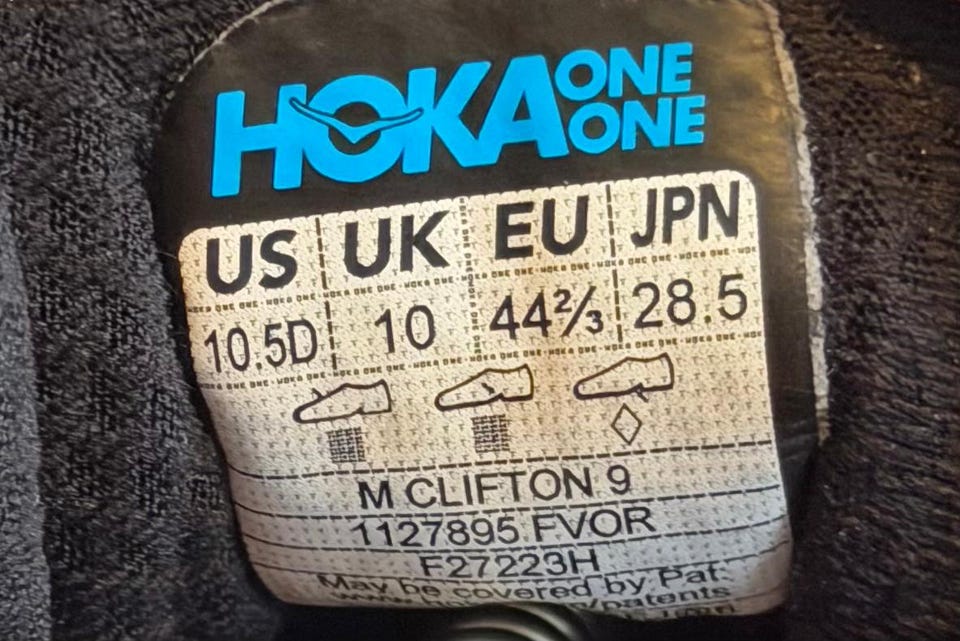 HOKA ONE ONE
US UK EU JPN
10.5D 10 44⅔ 28.5
M CLIFTON 9
1127895 FVOR
F27223H
May be covered by Pat.
/patents